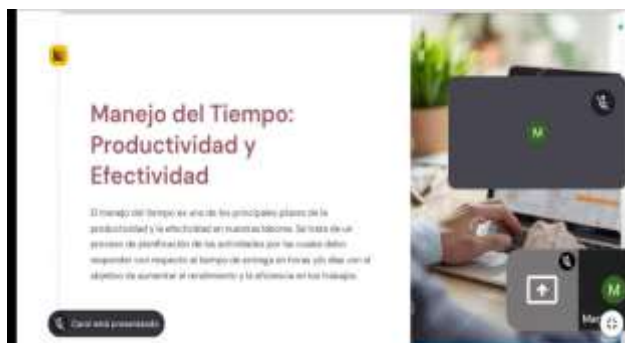 Manejo del Tiempo:
Productividad y
Efectividad
El manejo del tiempo es uno de los principales pilares de la
productividad y la efectividad en nuestras labores. Se trata de un
proceso de planificación de las actividades por las cuales debo
responder con respecto al tiempo de entrega en horas y/o días con el
objetivo de aumentar el rendimiento y la eficiencia en los trabajos.
M
M
Carol está presentando